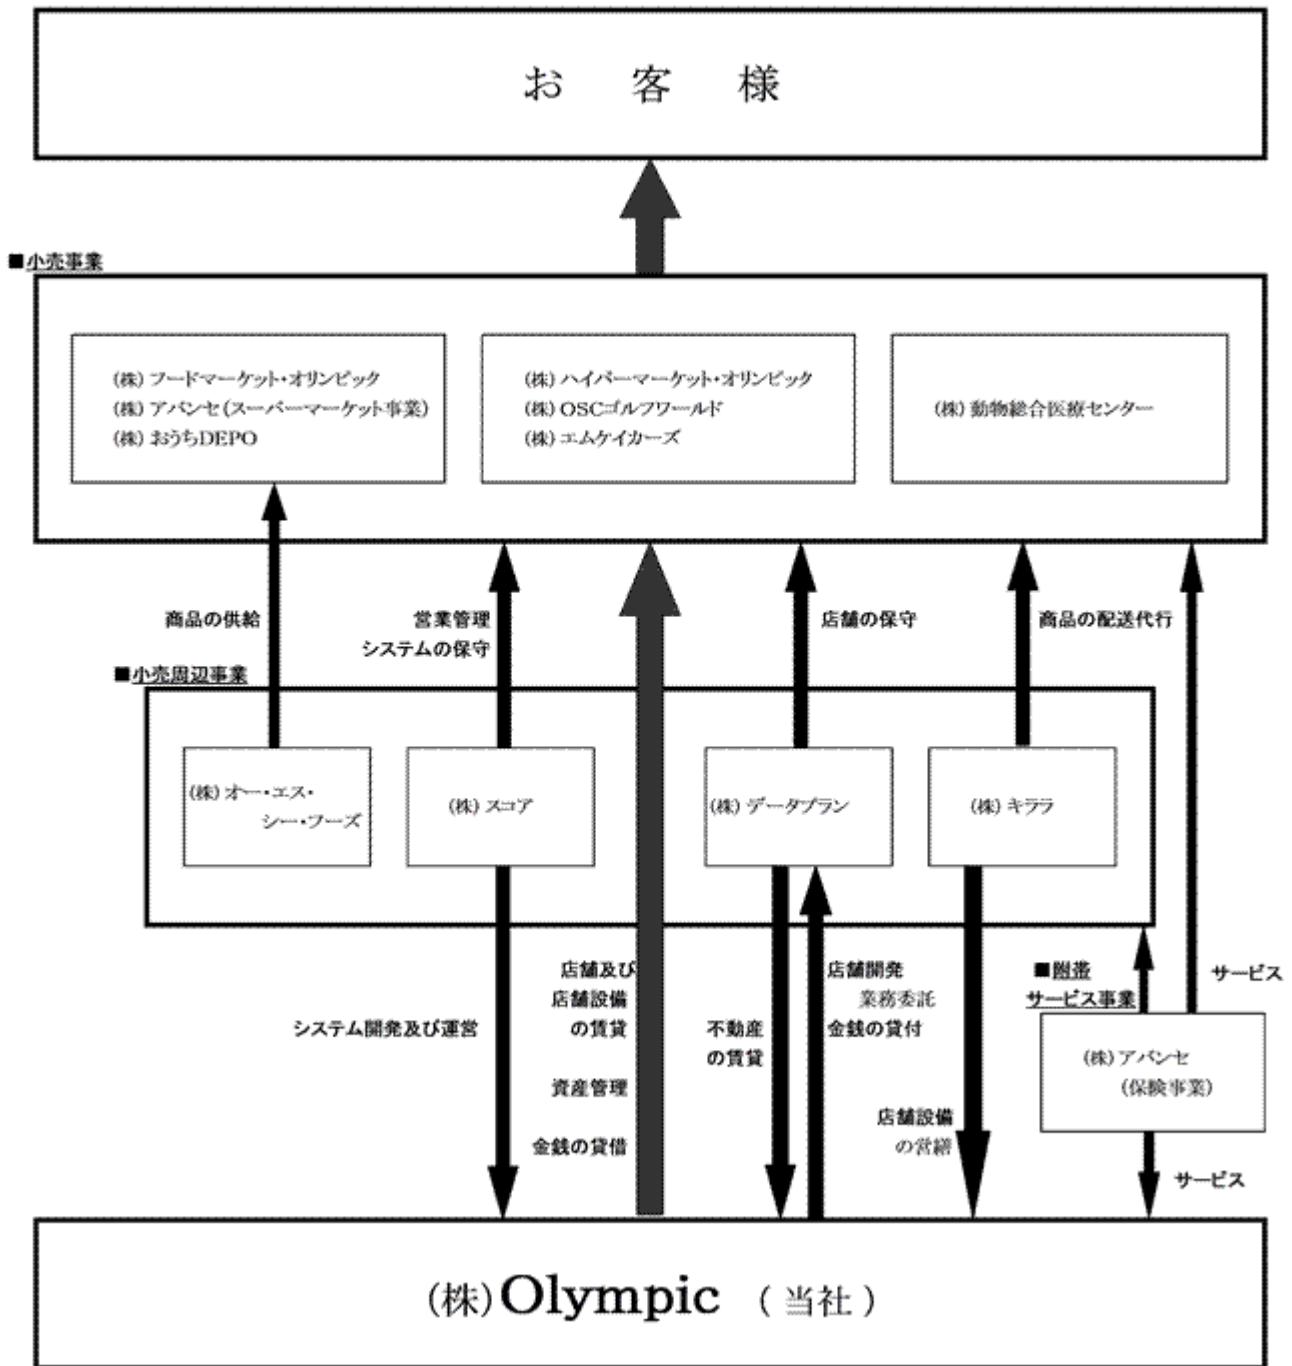 お 客 様
■小売事業
(株) フードマーケット・オリンピック
(株) アバンセ(スーパーマーケット事業)
(株) おうちDEPO
(株) ハイパーマーケット・オリンピック
(株) OSCゴルフワールド
(株) エムケイカーズ
(株) 動物総合医療センター
商品の供給
営業管理
システムの保守
店舗の保守
商品の配送代行
■小売周辺事業
(株) オー・エス・
シー・フーズ
(株) スコア
(株) データプラン
(株) キララ
システム開発及び運営
店舗及び
店舗設備
の賃貸
資産管理
金銭の貸借
不動産
の賃貸
店舗開発
業務委託
金銭の貸付
店舗設備
の営繕
■附帯
サービス事業
サービス
(株) アバンセ
(保険事業)
サービス
(株) Olympic ( 当社 )